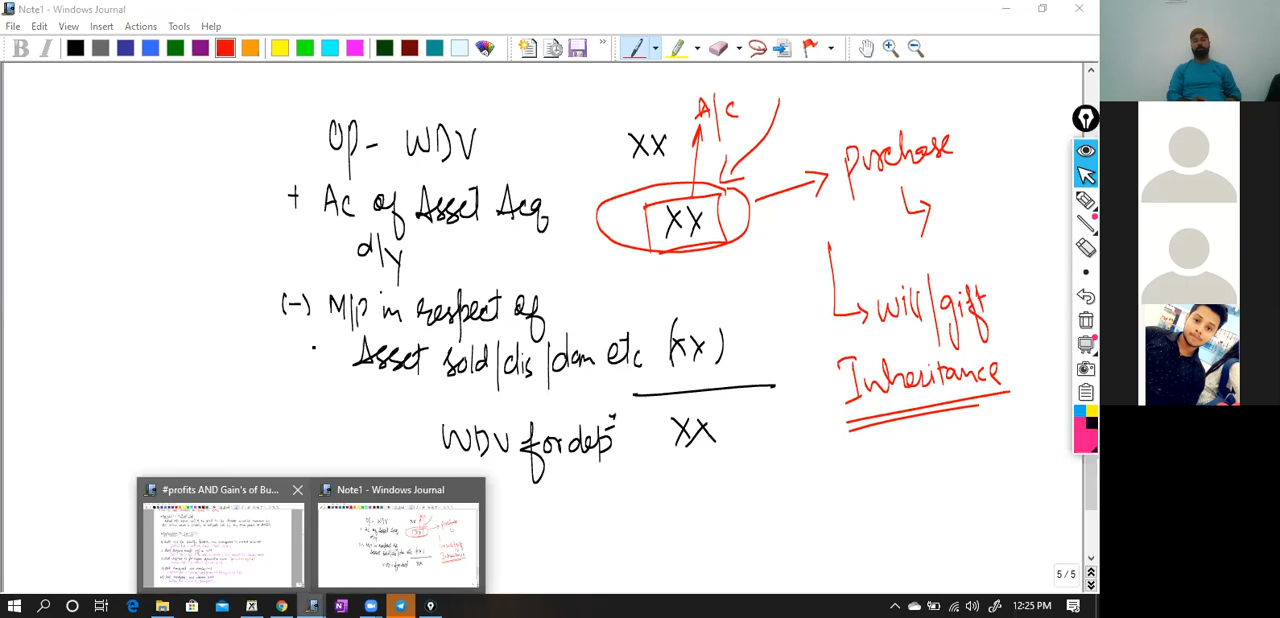 Note1 - Windows Journal
File Edit View Insert Actions Tools Help
B I
OP - WDV XX
+ Ac of Asset Acq XX
d/y
(-) M/P in respect of
Asset sold/dis/dam etc (XX)
WDV for depn XX
A/C
purchase
will/gift
Inheritance
#profits AND Gain's of Bu...
Note1 - Windows Journal
5/5
12:25 PM